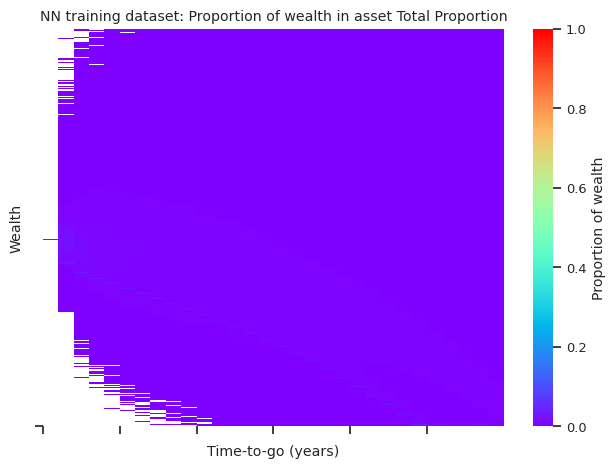 NN training dataset: Proportion of wealth in asset Total Proportion
Wealth
Time-to-go (years)
1.0
0.8
0.6
0.4
0.2
0.0
Proportion of wealth